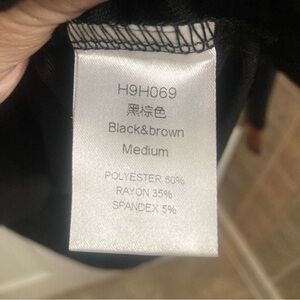 H9H069
黑棕色
Black&brown
Medium
POLYESTER 60%
RAYON 35%
SPANDEX 5%